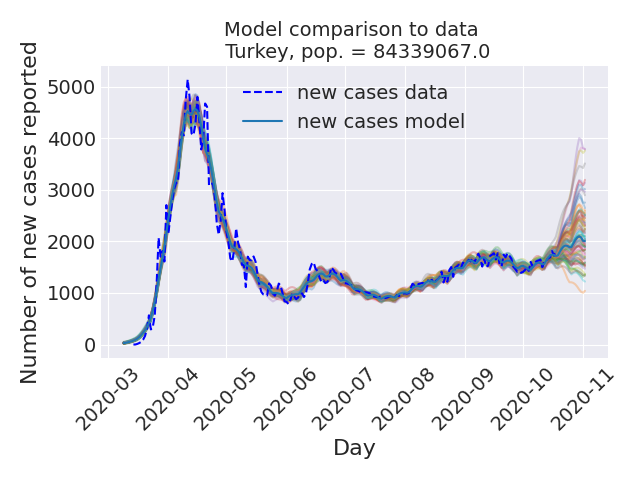 Model comparison to data
Turkey, pop. = 84339067.0
Number of new cases reported
5000
4000
3000
2000
1000
0
new cases data
new cases model
2020-03
2020-04
2020-05
2020-06
2020-07
2020-08
2020-09
2020-10
2020-11
Day